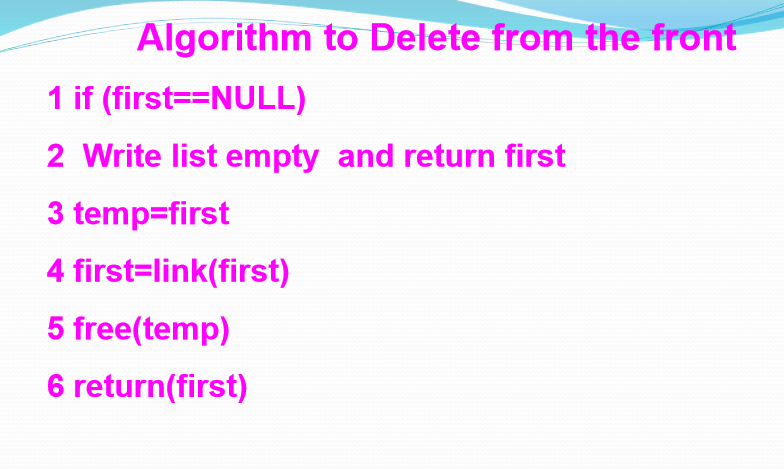 Algorithm to Delete from the front
1 if (first==NULL)
2  Write list empty  and return first
3 temp=first
4 first=link(first)
5 free(temp)
6 return(first)